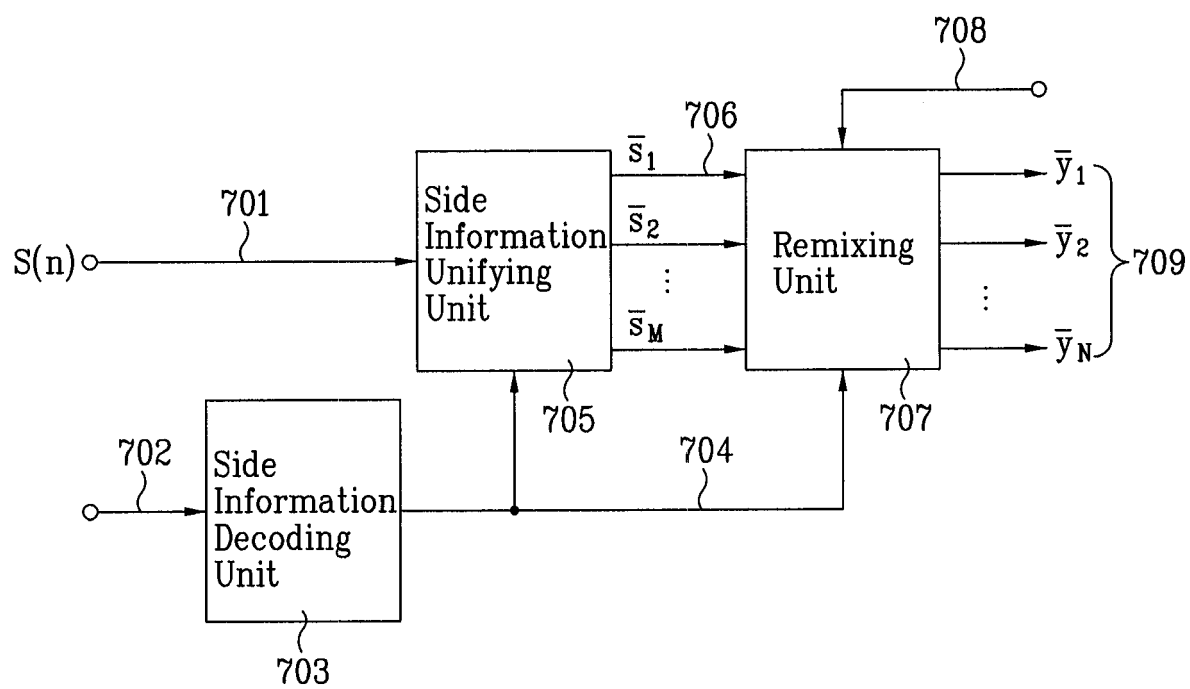 708
706
s̄1
ȳ1
701
Side
Information
Unifying
Unit
s̄2
Remixing
Unit
ȳ2
S(n)
⋮
⋮
709
s̄M
ȳN
705
707
702
704
Side
Information
Decoding
Unit
703